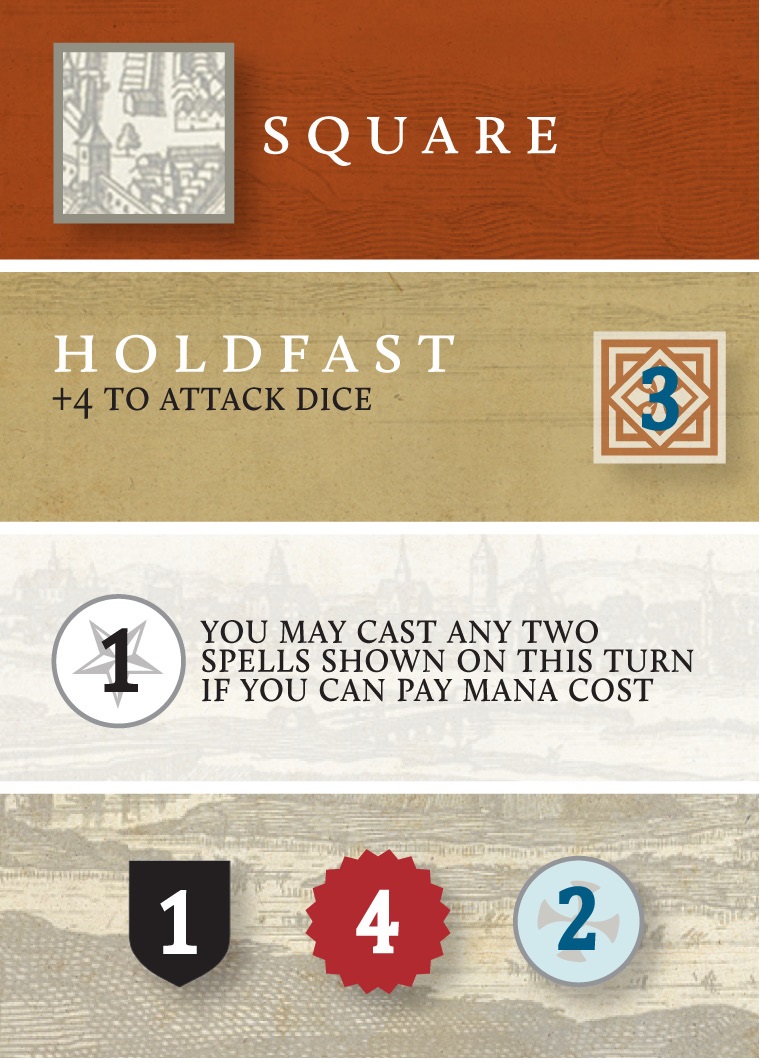 SQUARE
HOLDFAST
+4 TO ATTACK DICE
3
1
YOU MAY CAST ANY TWO
SPELLS SHOWN ON THIS TURN
IF YOU CAN PAY MANA COST
1 4 2